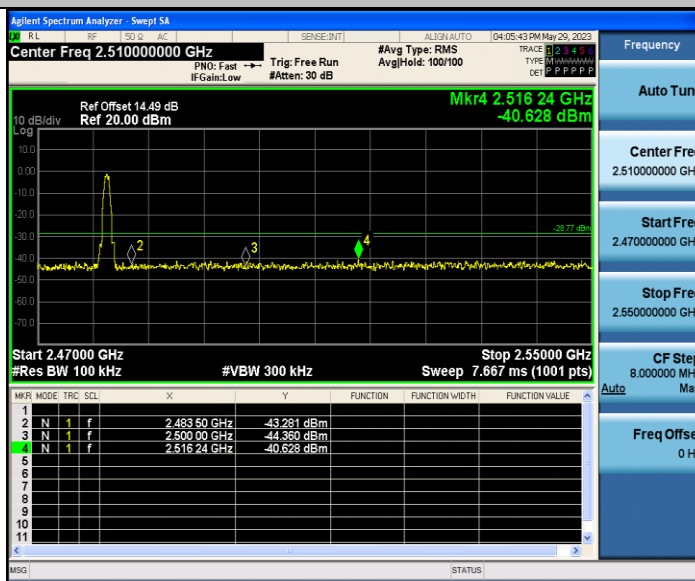 Agilent Spectrum Analyzer - Swept SA
RL RF 50 Ω AC SENSE:INT ALIGN AUTO 04:05:43 PM May 29, 2023
Center Freq 2.510000000 GHz #Avg Type: RMS TRACE 1 2 3 4 5 6
PNO: Fast Trig: Free Run Avg|Hold: 100/100 TYPE MWWWWW
IFGain:Low #Atten: 30 dB DET P P P P P P
Mkr4 2.516 24 GHz
-40.628 dBm
Ref Offset 14.49 dB
10 dB/div Ref 20.00 dBm
Log
10.0
0.00
-10.0
-20.0
-28.77 dBm
-30.0
2 3 4
-40.0
-50.0
-60.0
-70.0
Start 2.47000 GHz Stop 2.55000 GHz
#Res BW 100 kHz #VBW 300 kHz Sweep 7.667 ms (1001 pts)
MKR MODE TRC SCL X Y FUNCTION FUNCTION WIDTH FUNCTION VALUE
1
2 N 1 f 2.483 50 GHz -43.281 dBm
3 N 1 f 2.500 00 GHz -44.360 dBm
4 N 1 f 2.516 24 GHz -40.628 dBm
5
6
7
8
9
10
11
MSG STATUS
Frequency
Auto Tun
Center Fre
2.510000000 GH
Start Fre
2.470000000 GH
Stop Fre
2.550000000 GH
CF Step
8.000000 MH
Auto Ma
Freq Offse
0 H